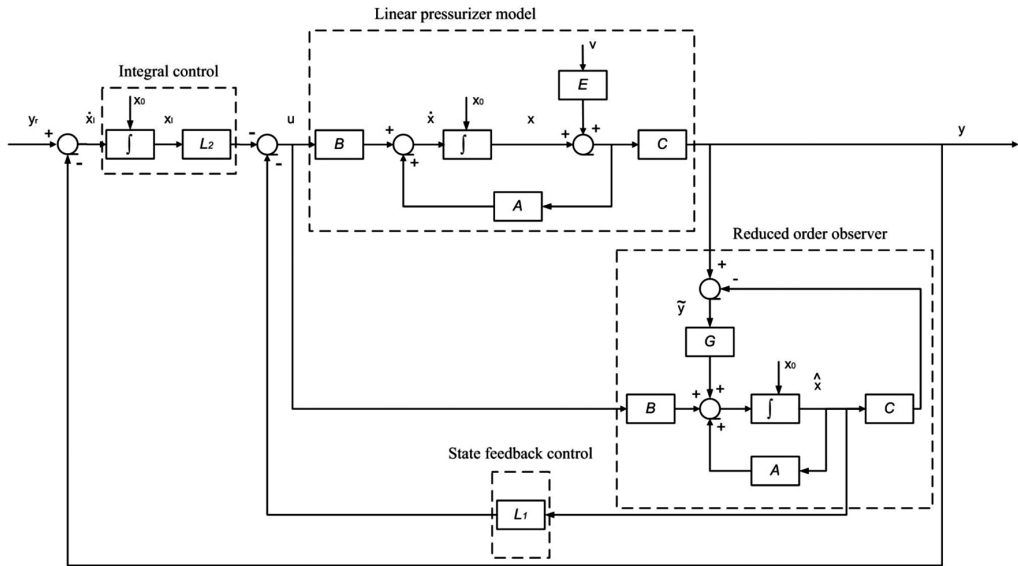 Linear pressurizer model
v
Integral control
E
x₀
x₀
yᵣ
+
-
ẋᵢ
∫
xᵢ
L₂
-
-
u
B
+
+
ẋ
∫
x
+
+
C
y
A
Reduced order observer
+
-
ỹ
G
x₀
x̂
B
+
+
+
∫
C
A
State feedback control
L₁